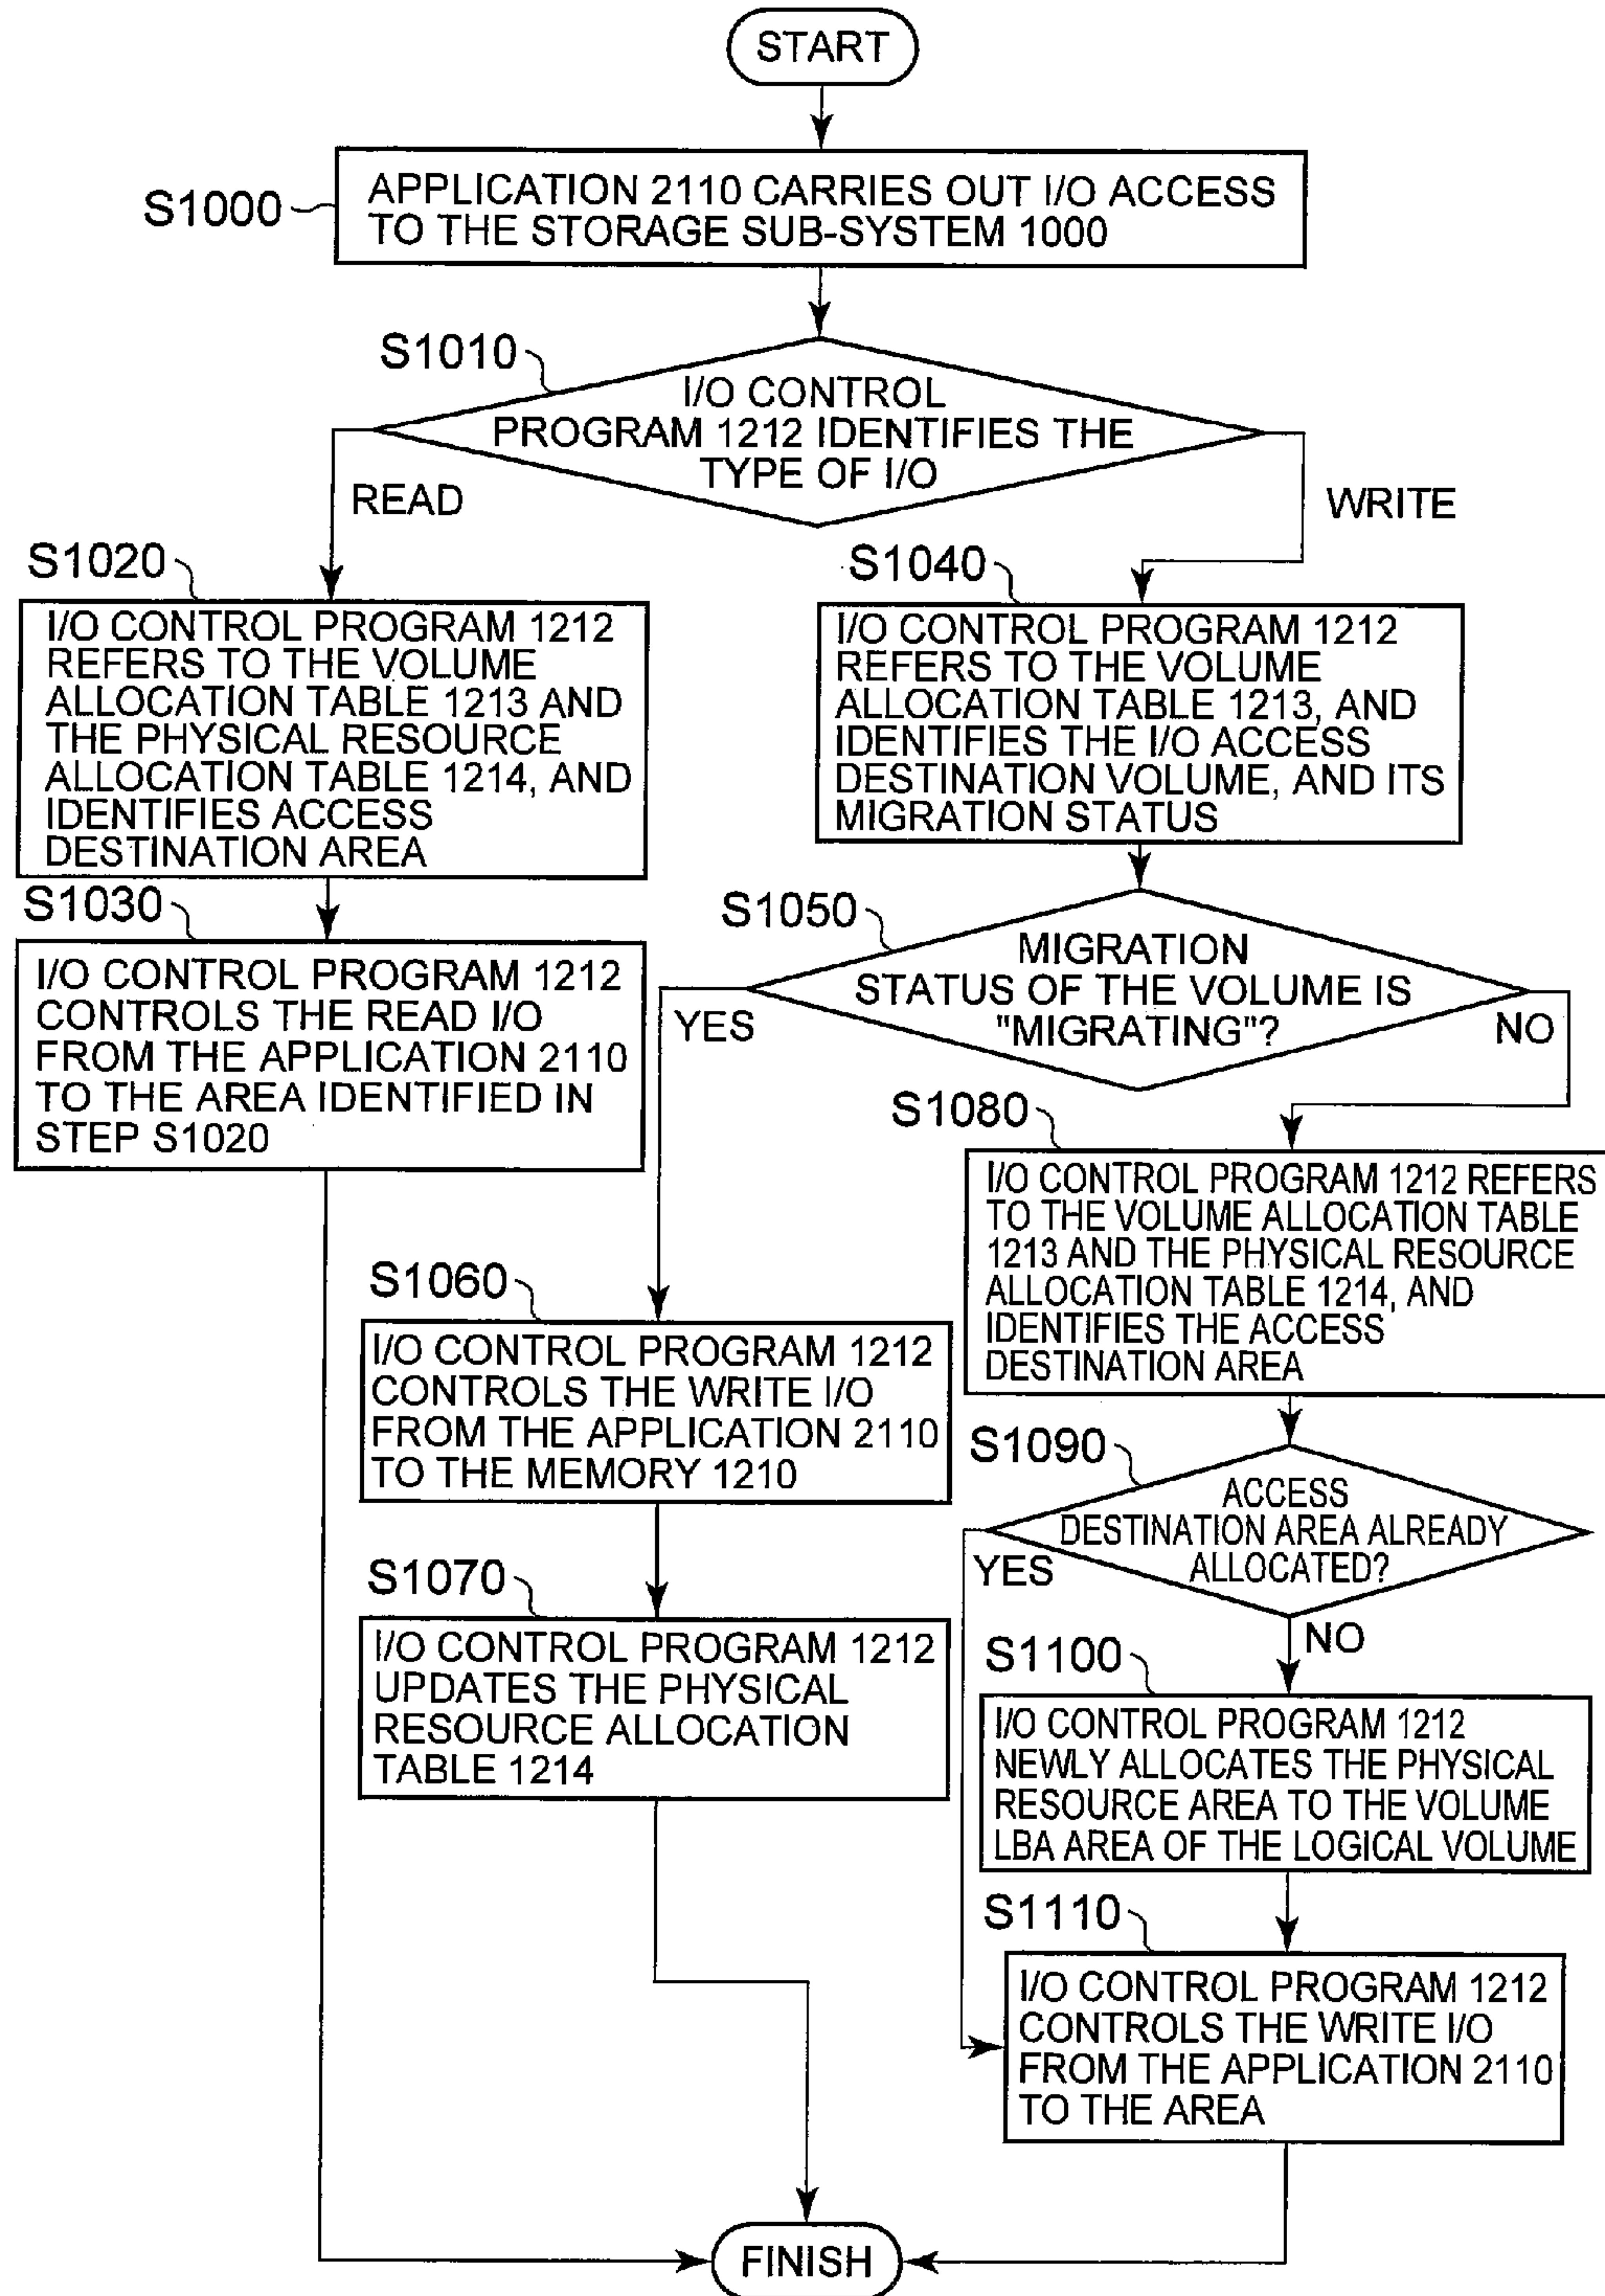 START
S1000
APPLICATION 2110 CARRIES OUT I/O ACCESS
TO THE STORAGE SUB-SYSTEM 1000
S1010
I/O CONTROL
PROGRAM 1212 IDENTIFIES THE
TYPE OF I/O
READ
WRITE
S1020
I/O CONTROL PROGRAM 1212
REFERS TO THE VOLUME
ALLOCATION TABLE 1213 AND
THE PHYSICAL RESOURCE
ALLOCATION TABLE 1214, AND
IDENTIFIES ACCESS
DESTINATION AREA
S1030
I/O CONTROL PROGRAM 1212
CONTROLS THE READ I/O
FROM THE APPLICATION 2110
TO THE AREA IDENTIFIED IN
STEP S1020
S1040
I/O CONTROL PROGRAM 1212
REFERS TO THE VOLUME
ALLOCATION TABLE 1213, AND
IDENTIFIES THE I/O ACCESS
DESTINATION VOLUME, AND ITS
MIGRATION STATUS
S1050
MIGRATION
STATUS OF THE VOLUME IS
"MIGRATING"?
YES
NO
S1060
I/O CONTROL PROGRAM 1212
CONTROLS THE WRITE I/O
FROM THE APPLICATION 2110
TO THE MEMORY 1210
S1070
I/O CONTROL PROGRAM 1212
UPDATES THE PHYSICAL
RESOURCE ALLOCATION
TABLE 1214
S1080
I/O CONTROL PROGRAM 1212 REFERS
TO THE VOLUME ALLOCATION TABLE
1213 AND THE PHYSICAL RESOURCE
ALLOCATION TABLE 1214, AND
IDENTIFIES THE ACCESS
DESTINATION AREA
S1090
ACCESS
DESTINATION AREA ALREADY
ALLOCATED?
YES
NO
S1100
I/O CONTROL PROGRAM 1212
NEWLY ALLOCATES THE PHYSICAL
RESOURCE AREA TO THE VOLUME
LBA AREA OF THE LOGICAL VOLUME
S1110
I/O CONTROL PROGRAM 1212
CONTROLS THE WRITE I/O
FROM THE APPLICATION 2110
TO THE AREA
FINISH